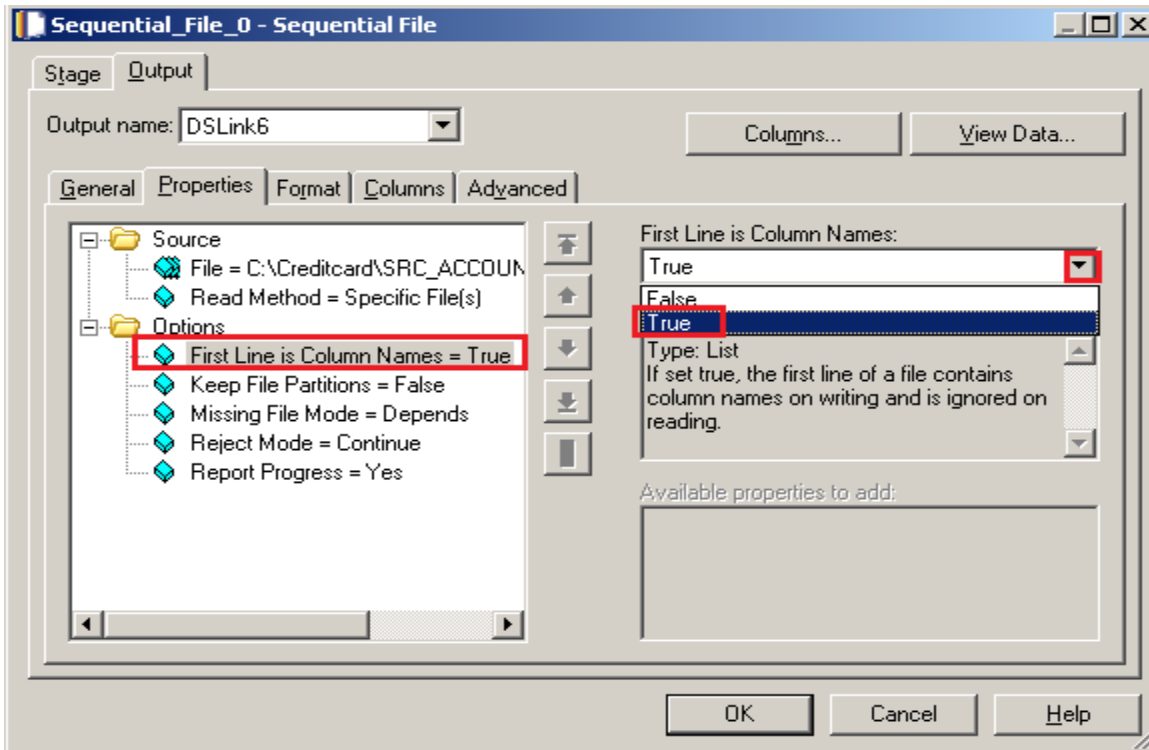 Sequential_File_0 - Sequential File
Stage
Output
Output name: DSLink6
Columns...
View Data...
General
Properties
Format
Columns
Advanced
Source
File = C:\Creditcard\SRC_ACCOUN
Read Method = Specific File(s)
Options
First Line is Column Names = True
Keep File Partitions = False
Missing File Mode = Depends
Reject Mode = Continue
Report Progress = Yes
First Line is Column Names:
True
False
True
Type: List
If set true, the first line of a file contains
column names on writing and is ignored on
reading.
Available properties to add:
OK
Cancel
Help